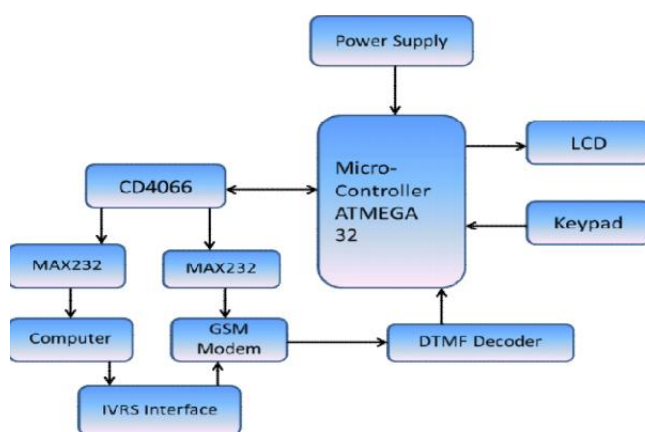 Power Supply
Micro-
Controller
ATMEGA
32
LCD
CD4066
Keypad
MAX232
MAX232
Computer
GSM
Modem
DTMF Decoder
IVRS Interface